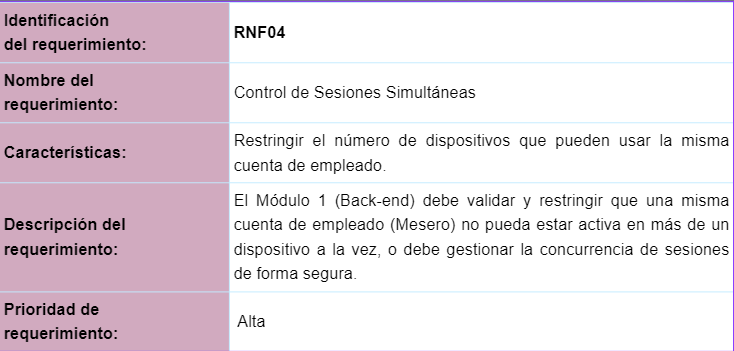 Identificación
del requerimiento:
RNF04
Nombre del
requerimiento:
Control de Sesiones Simultáneas
Características:
Restringir el número de dispositivos que pueden usar la misma
cuenta de empleado.
Descripción del
requerimiento:
El Módulo 1 (Back-end) debe validar y restringir que una misma
cuenta de empleado (Mesero) no pueda estar activa en más de un
dispositivo a la vez, o debe gestionar la concurrencia de sesiones
de forma segura.
Prioridad de
requerimiento:
Alta